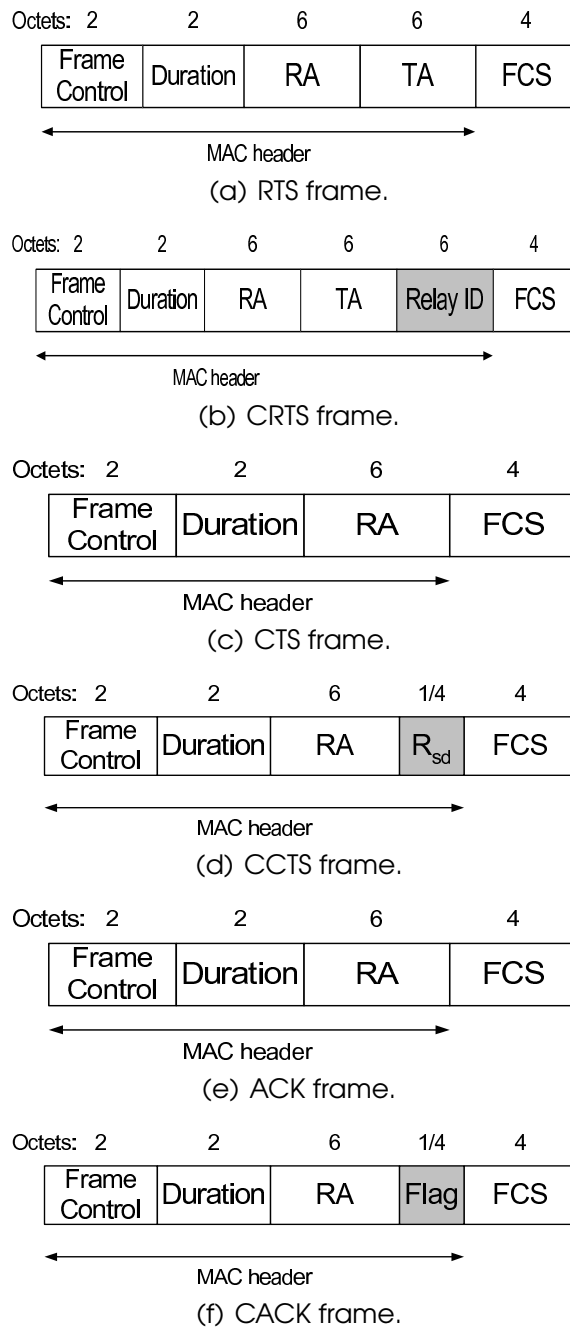 Octets: 2 2 6 6 4
Frame Control Duration RA TA FCS
MAC header
(a) RTS frame.
Octets: 2 2 6 6 6 4
Frame Control Duration RA TA Relay ID FCS
MAC header
(b) CRTS frame.
Octets: 2 2 6 4
Frame Control Duration RA FCS
MAC header
(c) CTS frame.
Octets: 2 2 6 1/4 4
Frame Control Duration RA Rsd FCS
MAC header
(d) CCTS frame.
Octets: 2 2 6 4
Frame Control Duration RA FCS
MAC header
(e) ACK frame.
Octets: 2 2 6 1/4 4
Frame Control Duration RA Flag FCS
MAC header
(f) CACK frame.